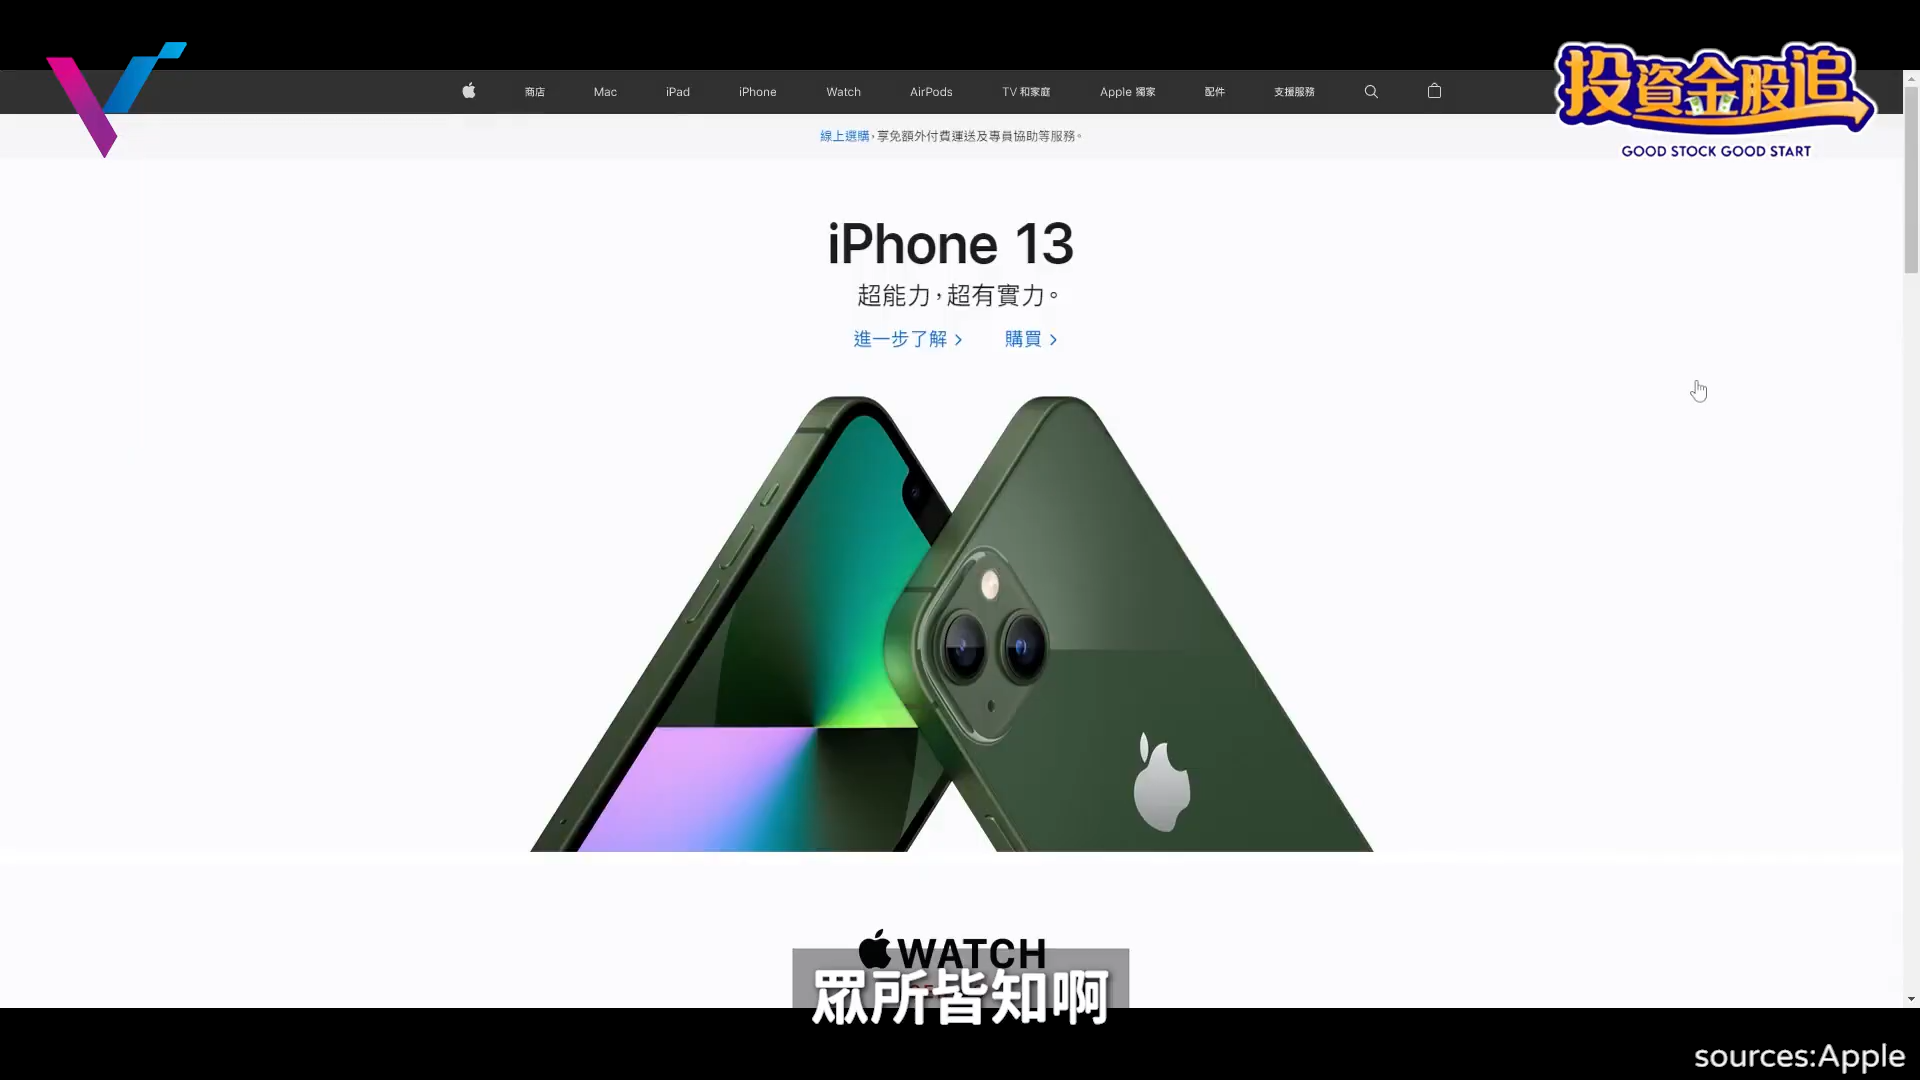 商店 Mac iPad iPhone Watch AirPods TV 和家庭 Apple 獨家 配件 支援服務
投資金股追
GOOD STOCK GOOD START
線上選購，享免額外付費運送及專員協助等服務。
iPhone 13
超能力，超有實力。
進一步了解 > 購買 >
WATCH
眾所皆知啊
sources:Apple